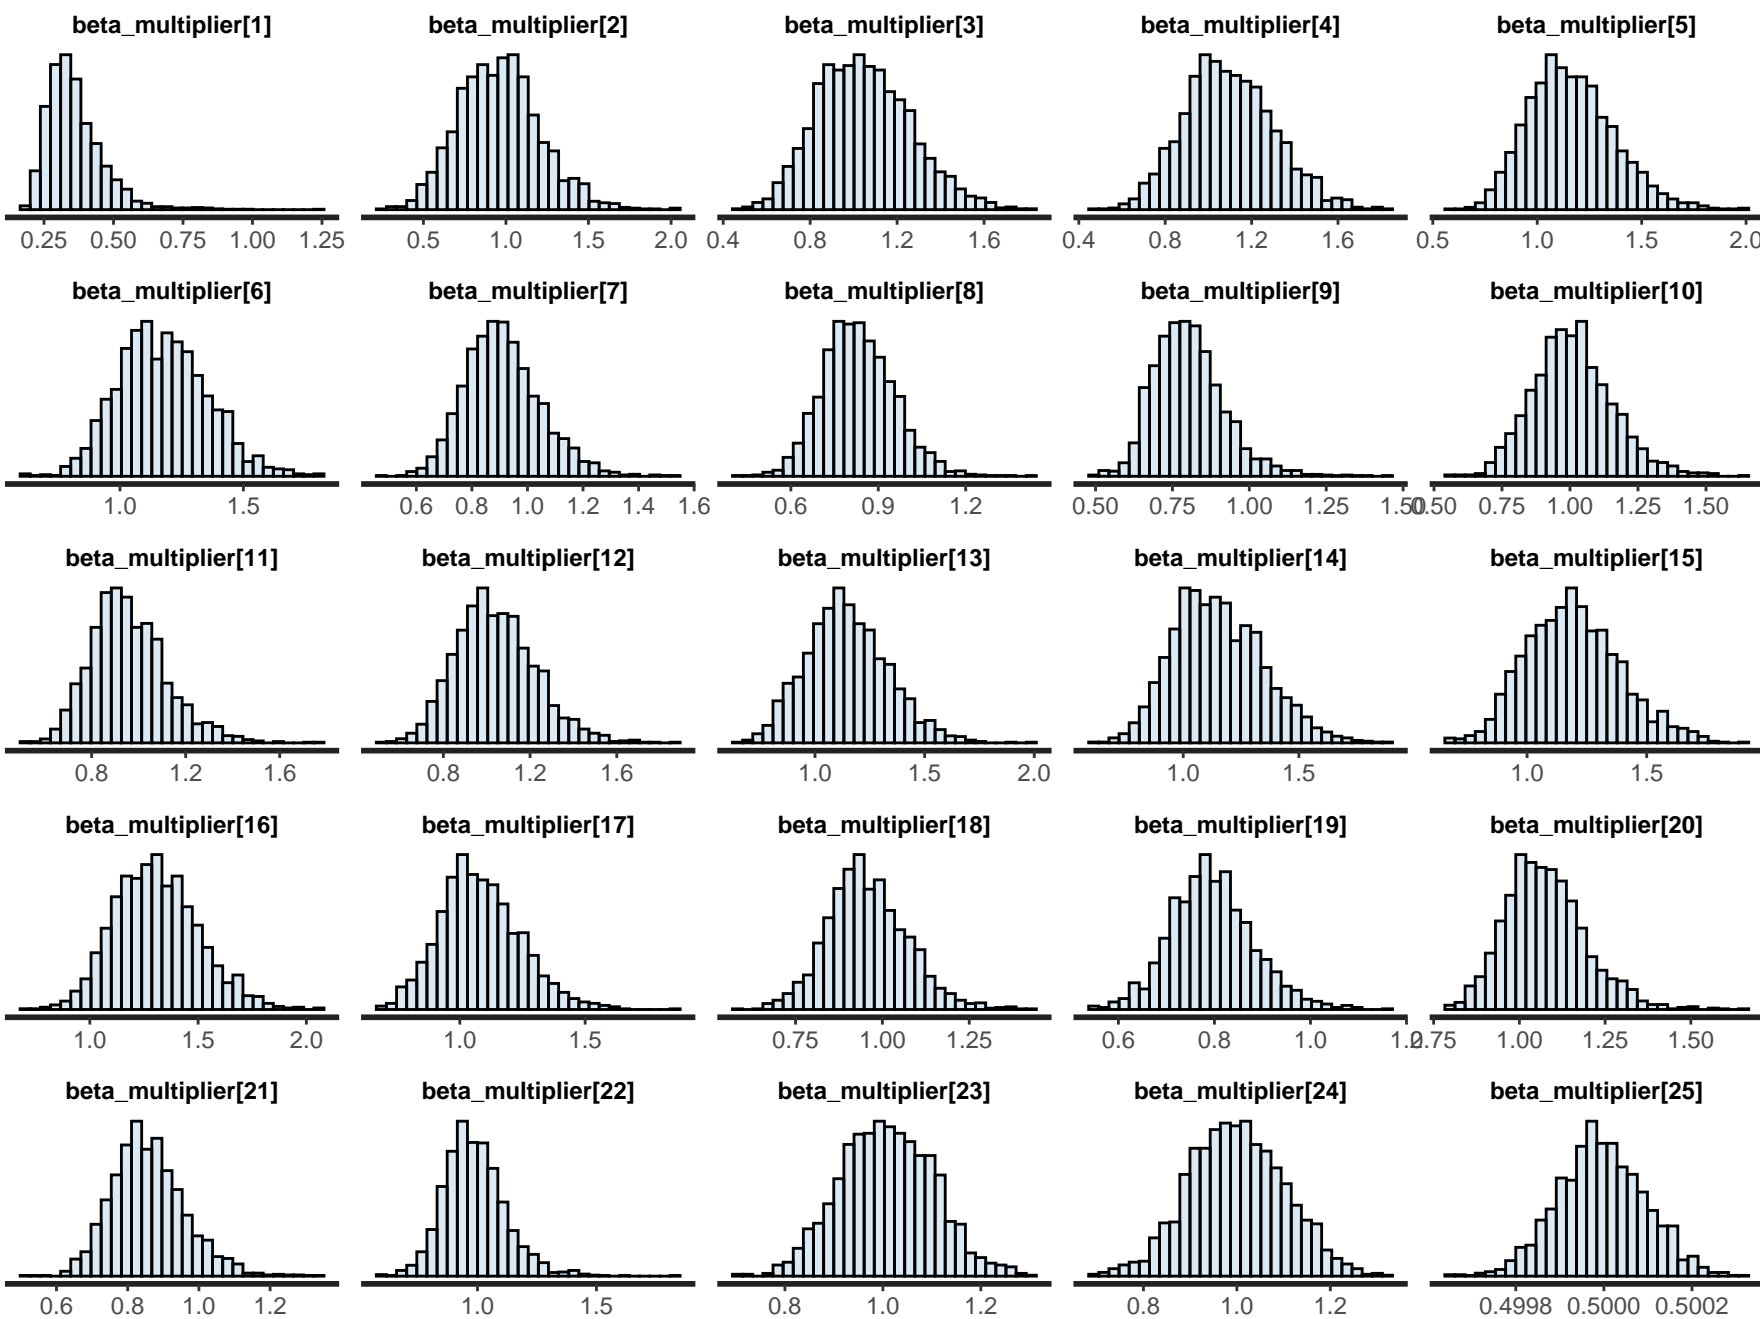 beta_multiplier[1] beta_multiplier[2] beta_multiplier[3] beta_multiplier[4] beta_multiplier[5]
0.25 0.50 0.75 1.00 1.25 0.5 1.0 1.5 2.0 0.4 0.8 1.2 1.6 0.4 0.8 1.2 1.6 0.5 1.0 1.5 2.0
beta_multiplier[6] beta_multiplier[7] beta_multiplier[8] beta_multiplier[9] beta_multiplier[10]
1.0 1.5 0.6 0.8 1.0 1.2 1.4 1.6 0.6 0.9 1.2 0.50 0.75 1.00 1.25 1.50 0.50 0.75 1.00 1.25 1.50
beta_multiplier[11] beta_multiplier[12] beta_multiplier[13] beta_multiplier[14] beta_multiplier[15]
0.8 1.2 1.6 0.8 1.2 1.6 1.0 1.5 2.0 1.0 1.5 1.0 1.5
beta_multiplier[16] beta_multiplier[17] beta_multiplier[18] beta_multiplier[19] beta_multiplier[20]
1.0 1.5 2.0 1.0 1.5 0.75 1.00 1.25 0.6 0.8 1.0 1.2 0.75 1.00 1.25 1.50
beta_multiplier[21] beta_multiplier[22] beta_multiplier[23] beta_multiplier[24] beta_multiplier[25]
0.6 0.8 1.0 1.2 1.0 1.5 0.8 1.0 1.2 0.8 1.0 1.2 0.4998 0.5000 0.5002